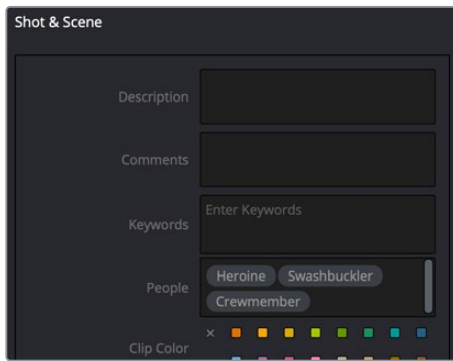 Shot & Scene
Description
Comments
Keywords
Enter Keywords
People
Heroine Swashbuckler
Crewmember
×
Clip Color